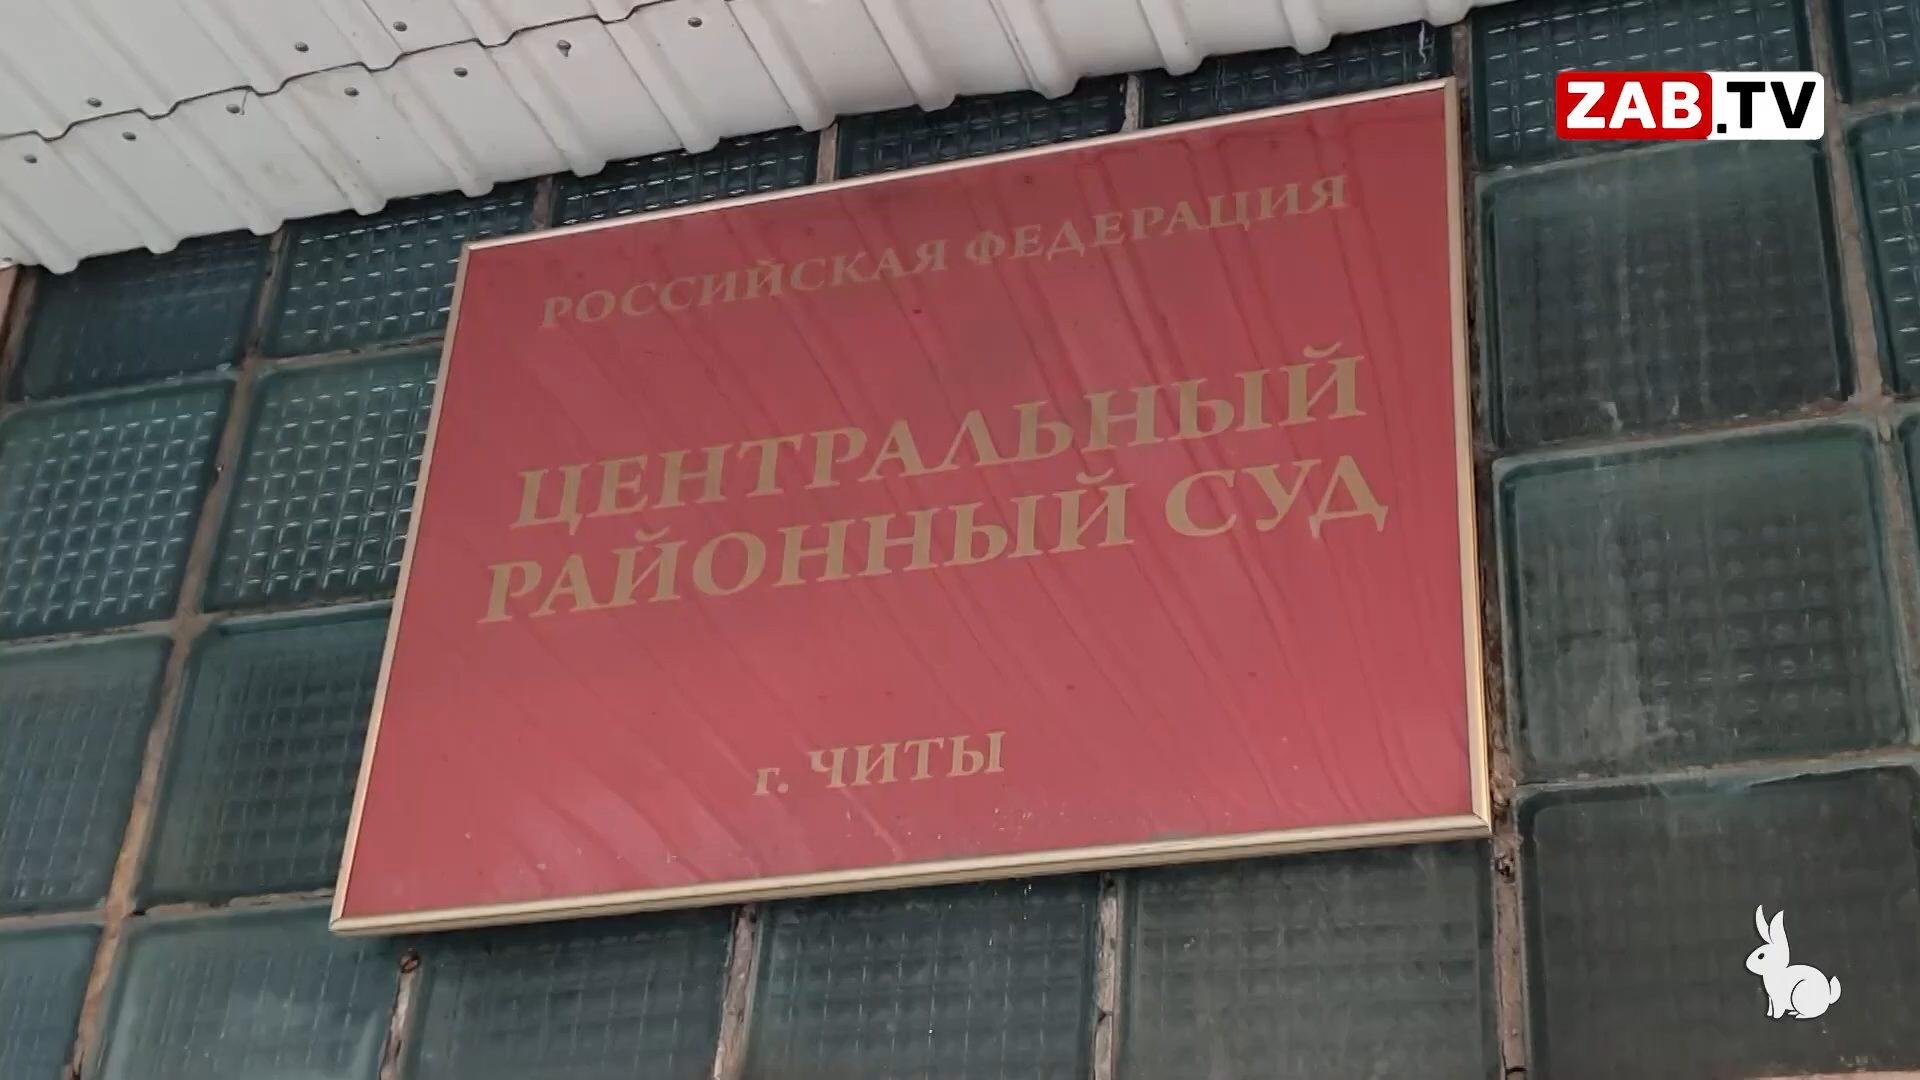 ZAB.TV
РОССИЙСКАЯ ФЕДЕРАЦИЯ
ЦЕНТРАЛЬНЫЙ
РАЙОННЫЙ СУД
г. ЧИТЫ